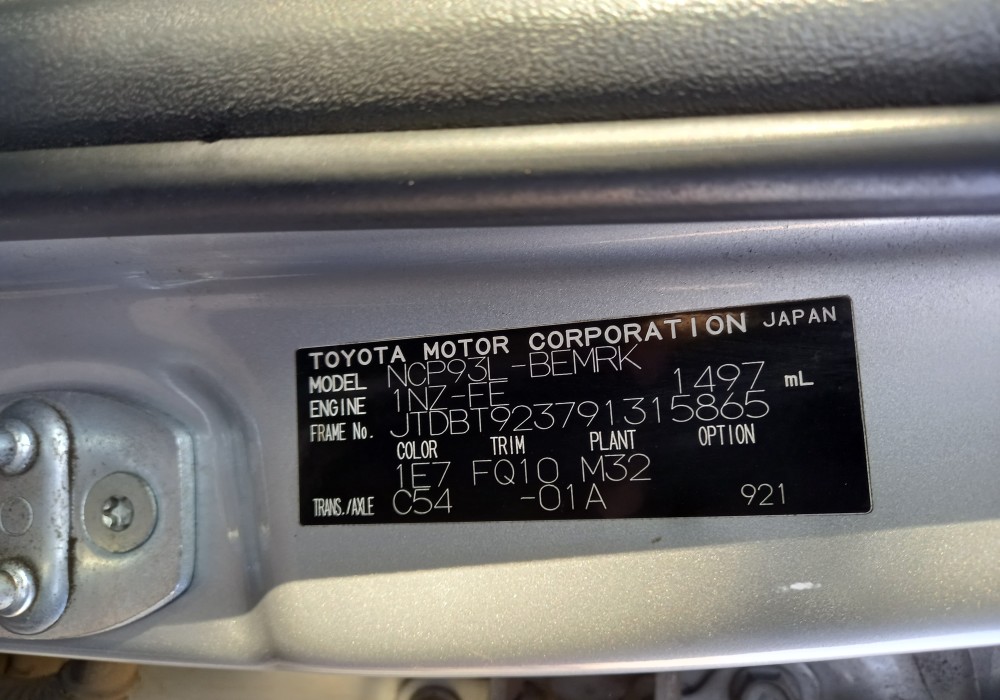 TOYOTA MOTOR CORPORATION JAPAN
MODEL NCP93L-BEMRK
ENGINE 1NZ-FE 1497 mL
FRAME No. JTDBT923791315865
COLOR TRIM PLANT OPTION
1E7 FQ10 M32
TRANS./AXLE C54 -01A 921